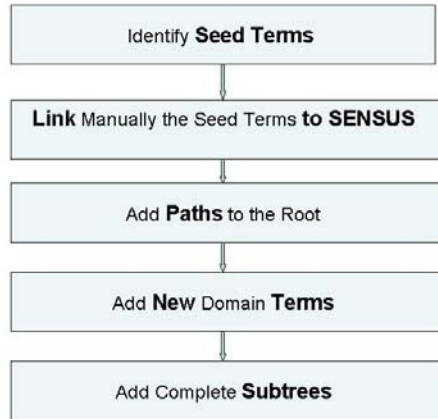 Identify Seed Terms
Link Manually the Seed Terms to SENSUS
Add Paths to the Root
Add New Domain Terms
Add Complete Subtrees